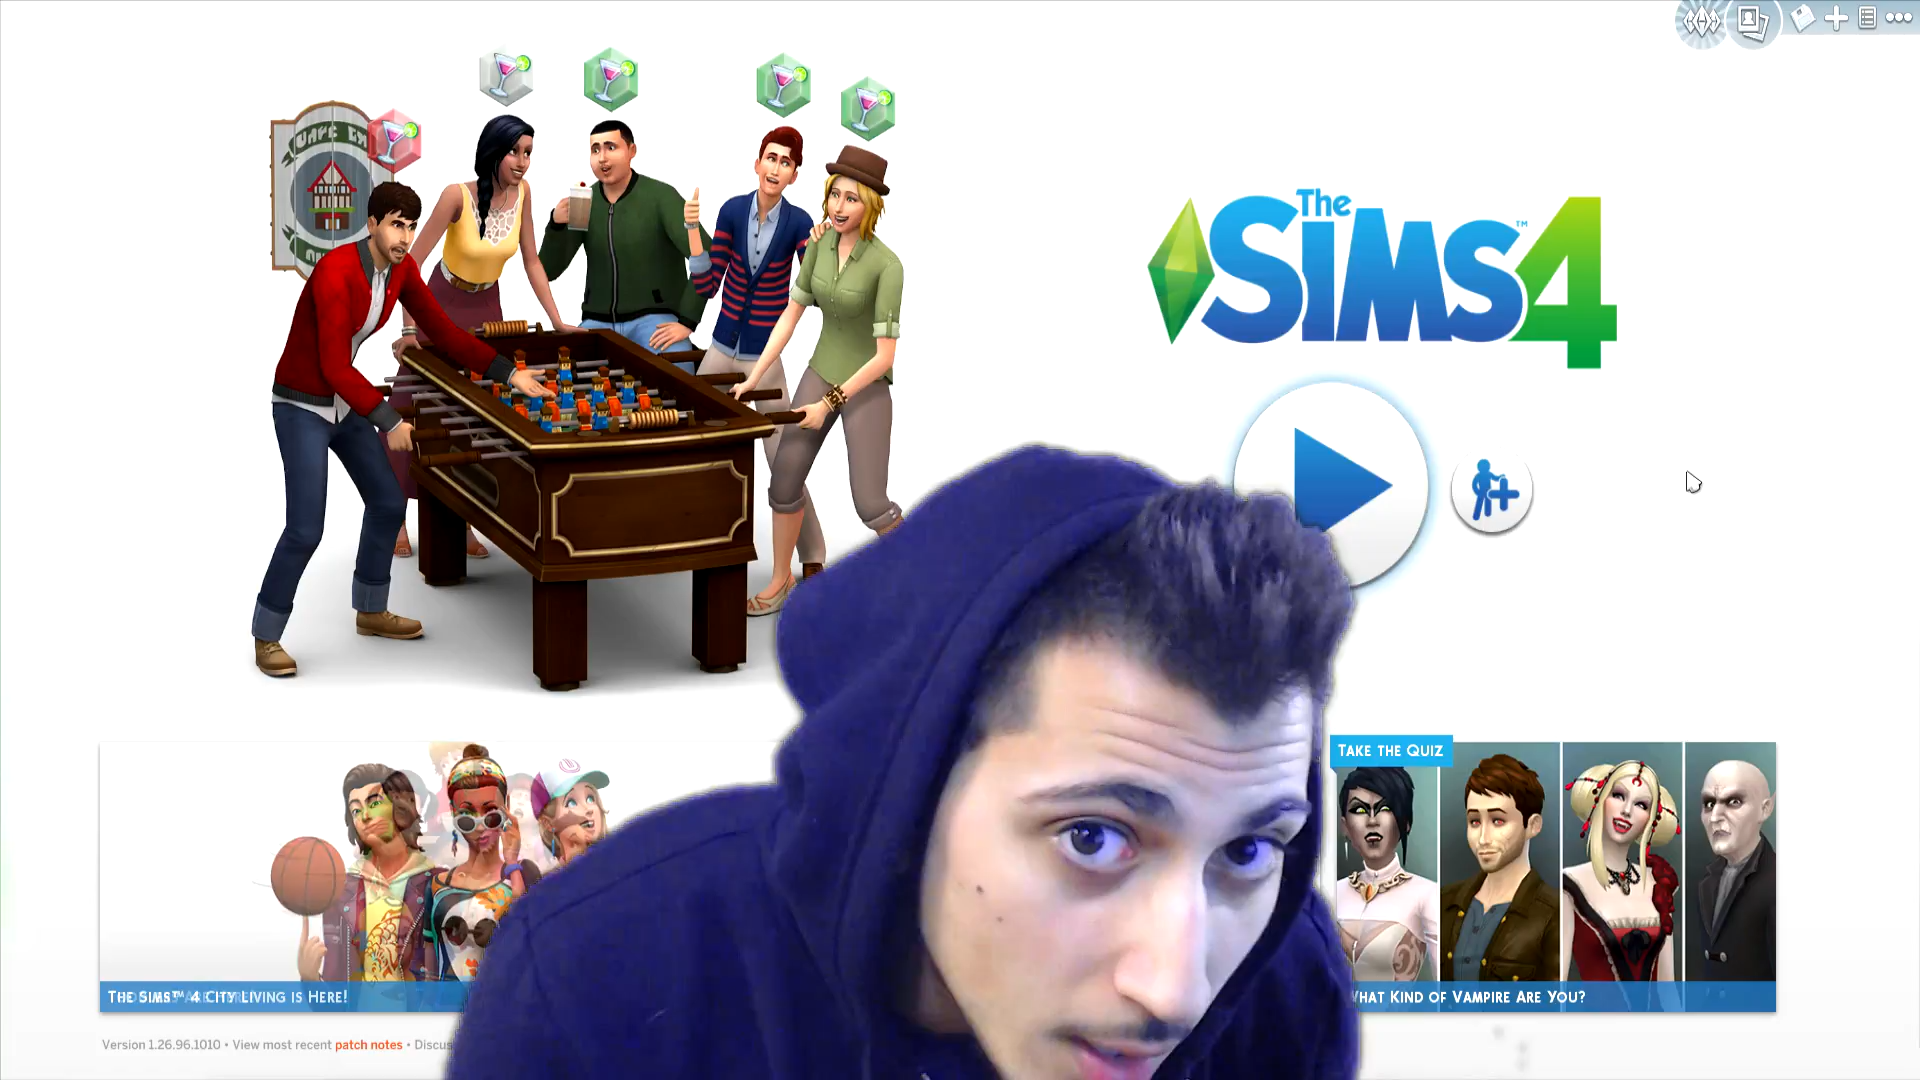 The SIMS™ 4
TAKE THE QUIZ
THE SIMS™ 4 CITY LIVING IS HERE!
HAT KIND OF VAMPIRE ARE YOU?
Version 1.26.96.1010 • View most recent patch notes • Discus